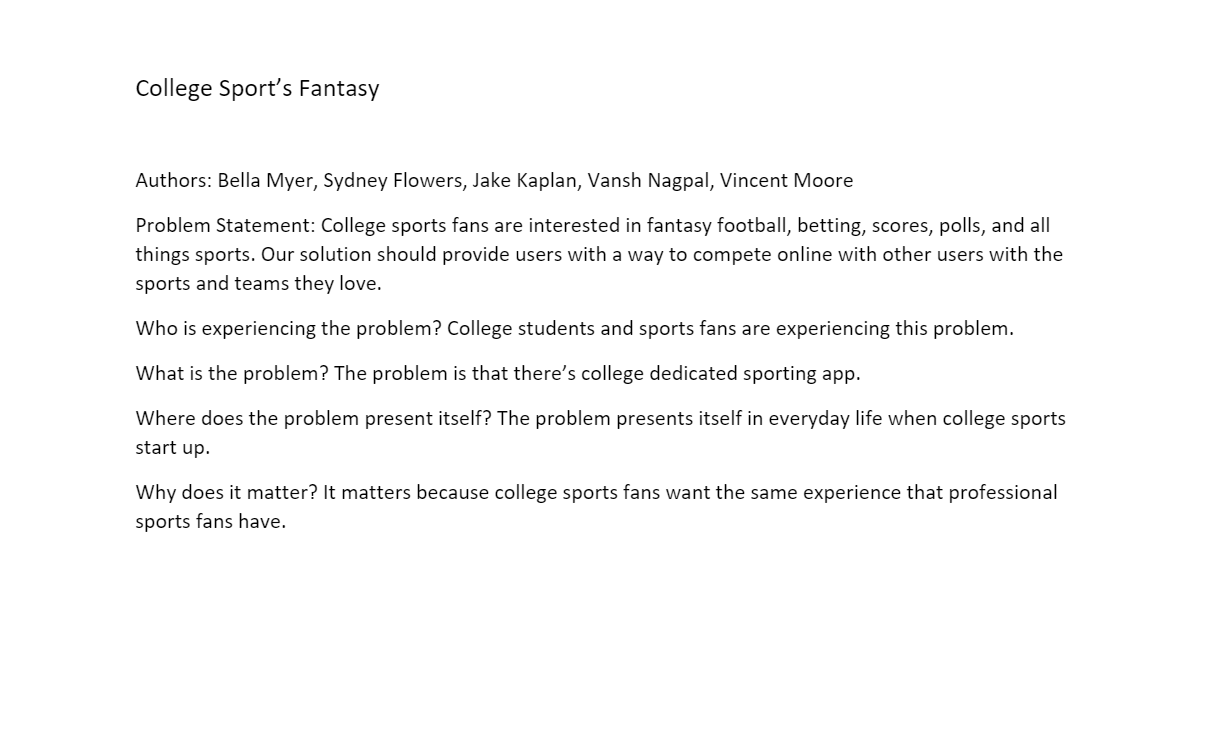 College Sport’s Fantasy
Authors: Bella Myer, Sydney Flowers, Jake Kaplan, Vansh Nagpal, Vincent Moore
Problem Statement: College sports fans are interested in fantasy football, betting, scores, polls, and all
things sports. Our solution should provide users with a way to compete online with other users with the
sports and teams they love.
Who is experiencing the problem? College students and sports fans are experiencing this problem.
What is the problem? The problem is that there’s college dedicated sporting app.
Where does the problem present itself? The problem presents itself in everyday life when college sports
start up.
Why does it matter? It matters because college sports fans want the same experience that professional
sports fans have.